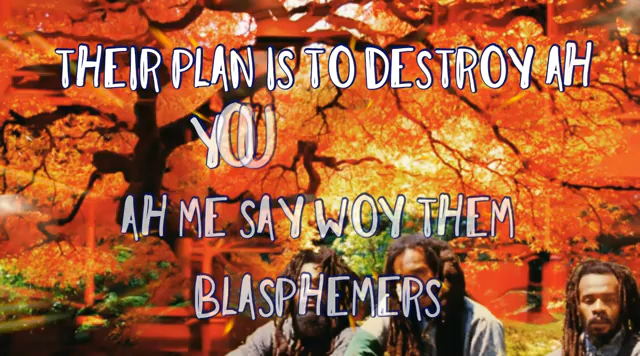 THEIR PLAN IS TO DESTROY AH
YOU
AH ME SAY WOY THEM
BLASPHEMERS